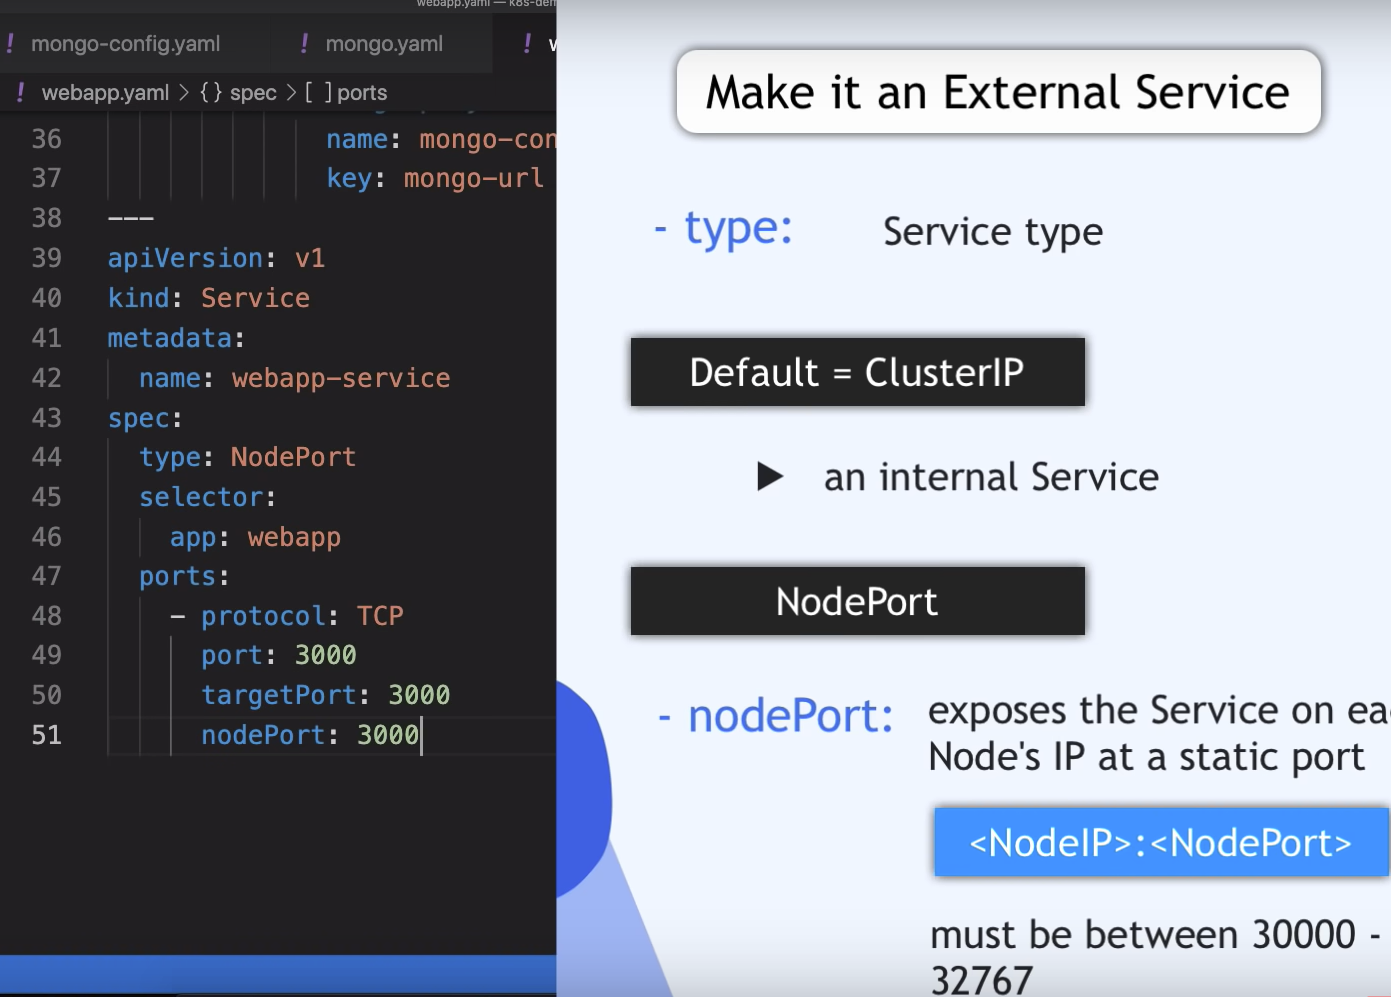 webapp.yaml — k8s-dem
! mongo-config.yaml ! mongo.yaml ! w
! webapp.yaml > {} spec > [ ] ports
36 name: mongo-con
37 key: mongo-url
38 ---
39 apiVersion: v1
40 kind: Service
41 metadata:
42 name: webapp-service
43 spec:
44 type: NodePort
45 selector:
46 app: webapp
47 ports:
48 - protocol: TCP
49 port: 3000
50 targetPort: 3000
51 nodePort: 3000
Make it an External Service
- type: Service type
Default = ClusterIP
▶ an internal Service
NodePort
- nodePort: exposes the Service on eac
Node's IP at a static port
<NodeIP>:<NodePort>
must be between 30000 -
32767